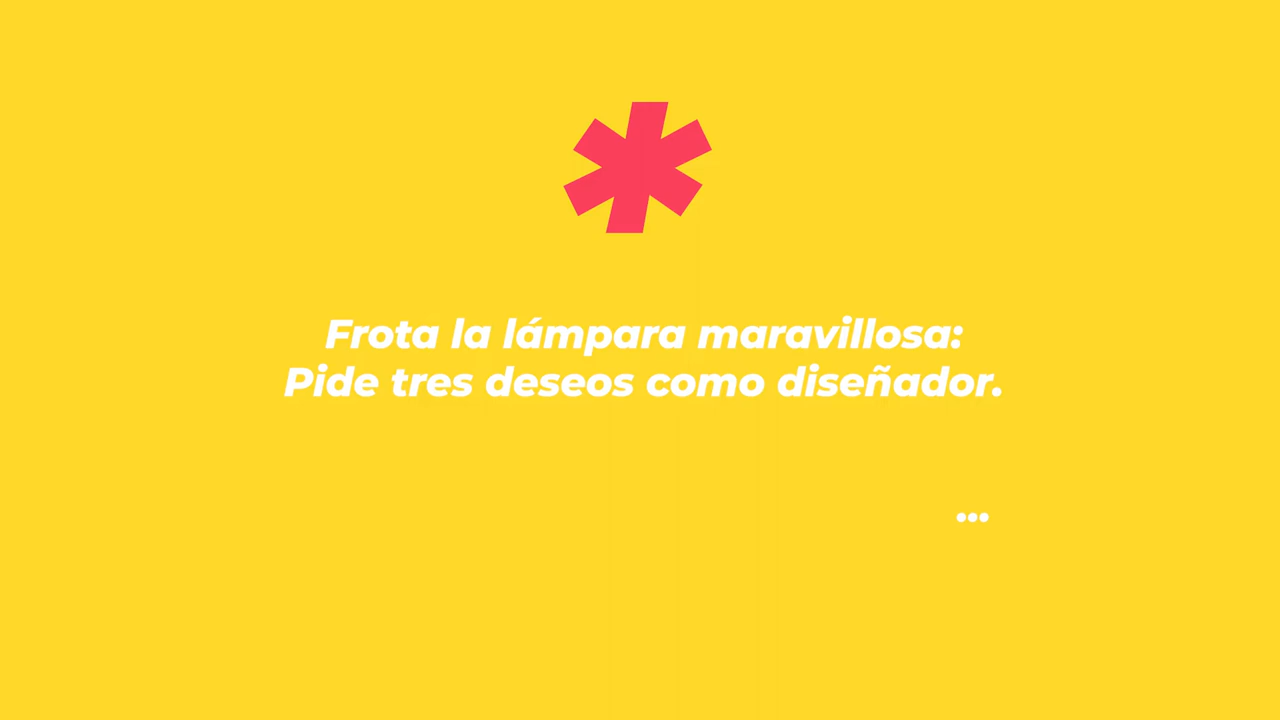 *
Frota la lámpara maravillosa:
Pide tres deseos como diseñador.
...